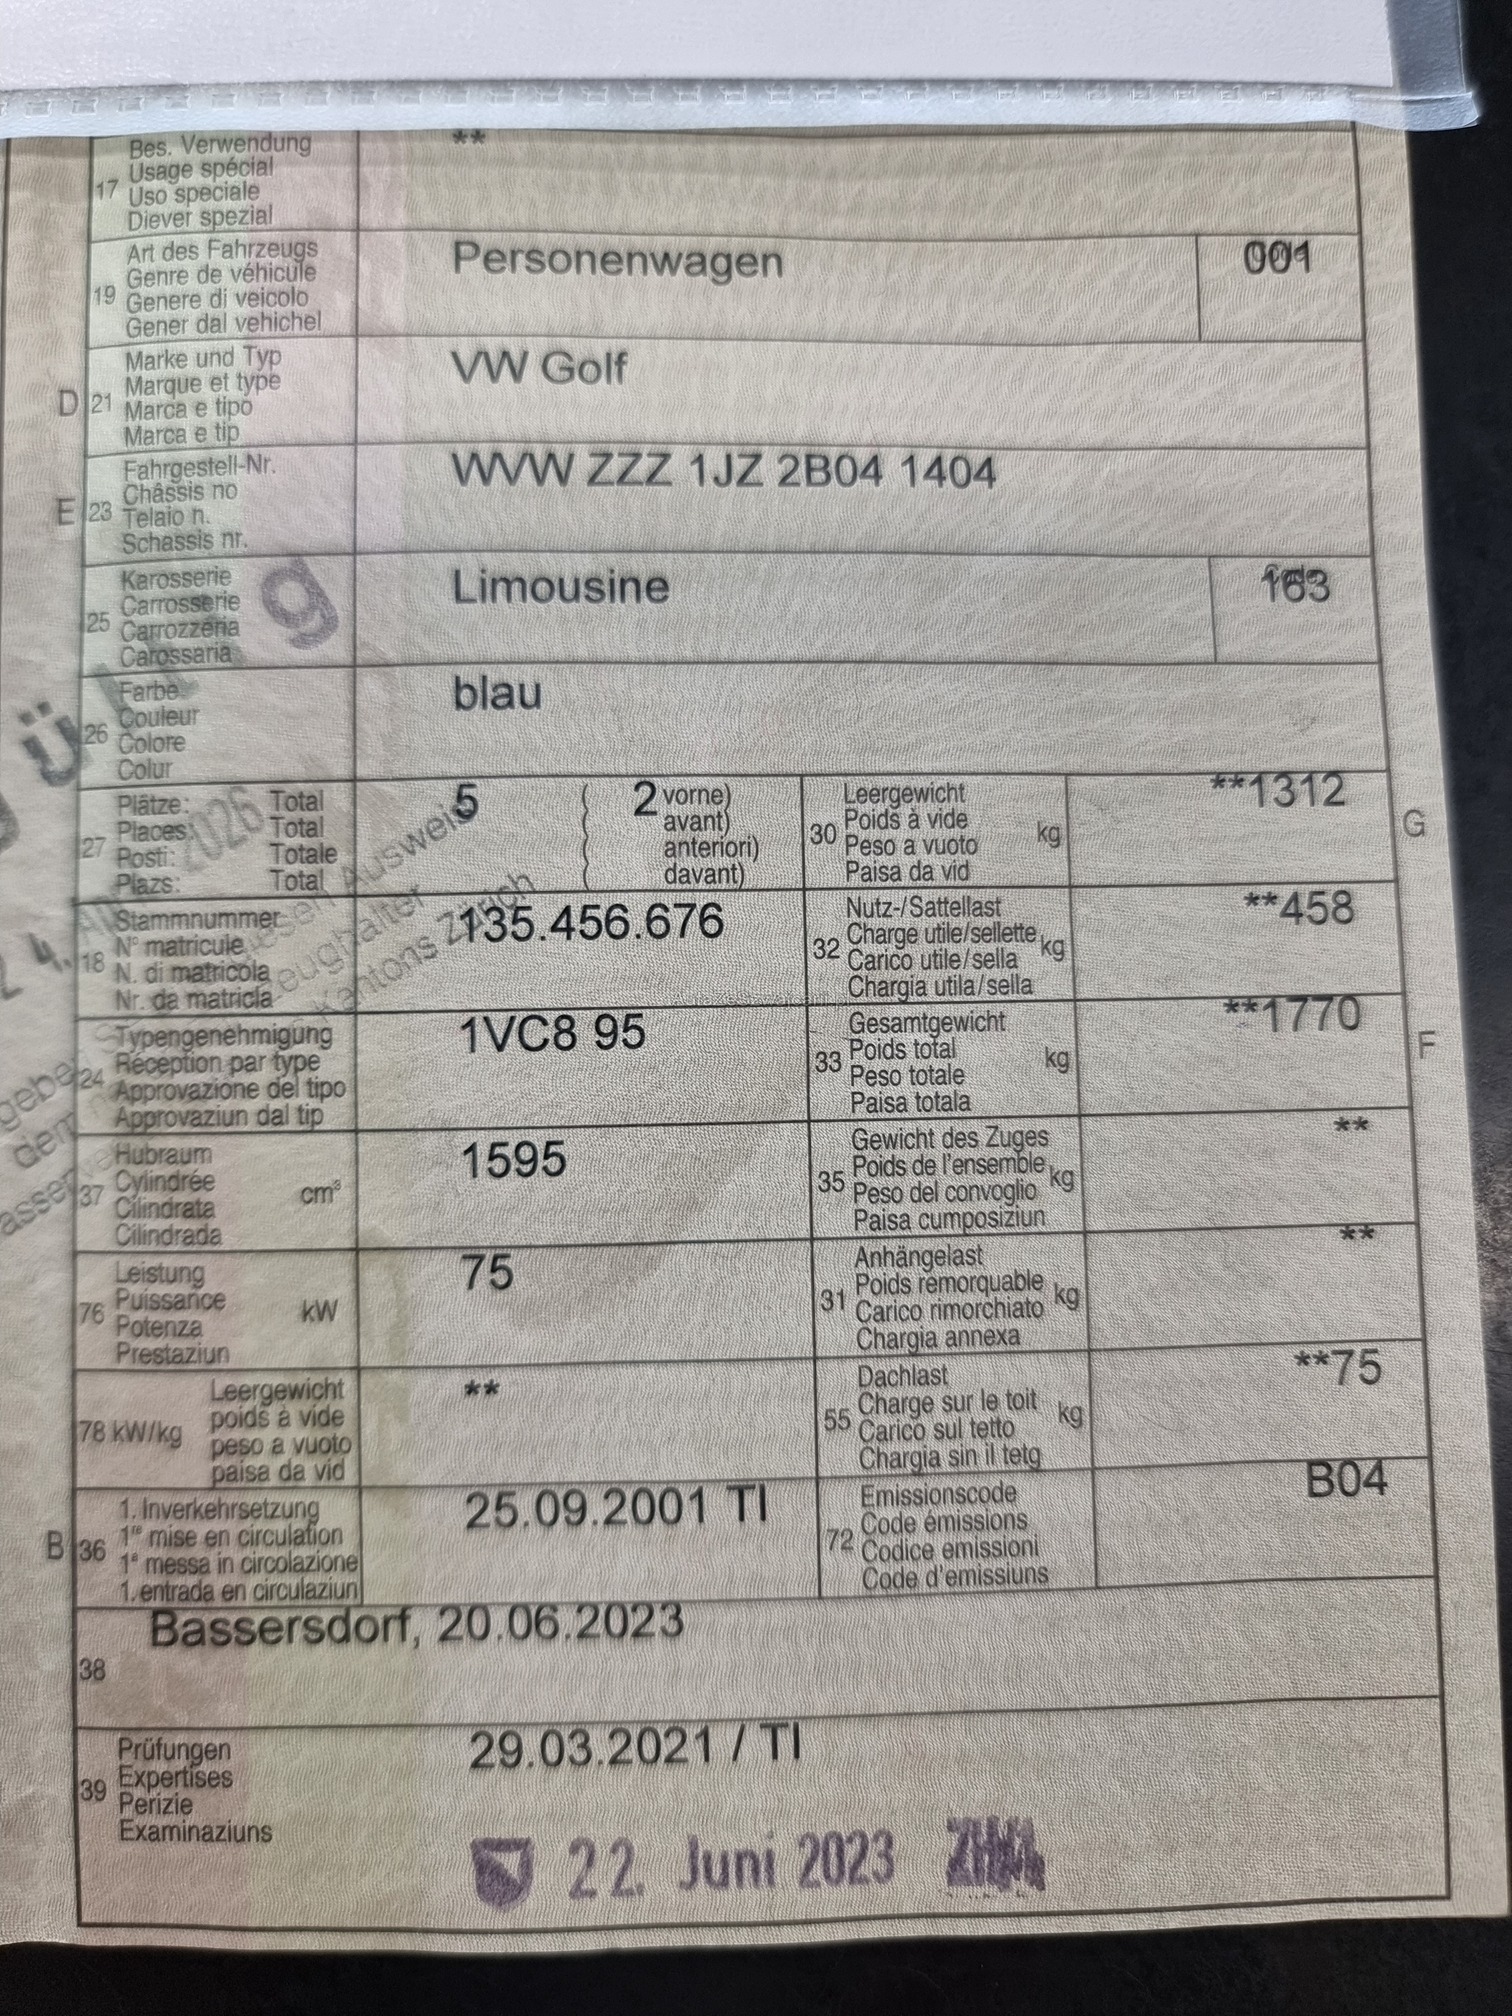 Bes. Verwendung **
Usage spécial
17 Uso speciale
Diever spezial
Art des Fahrzeugs Personenwagen 001
Genre de véhicule
19 Genere di veicolo
Gener dal vehichel
Marke und Typ VW Golf
Marque et type
D 21 Marca e tipo
Marca e tip
Fahrgestell-Nr. WVW ZZZ 1JZ 2B04 1404
Châssis no
E 23 Telaio n.
Schassis nr.
Karosserie Limousine
Carrosserie
25 Carrozzeria
Carossaria
Farbe blau
Couleur
26 Colore
Colur
Plätze: Total 5 ( 2 vorne)
Places: Total ( avant)
27 Posti: Totale ( anteriori)
Plazs: Total ( davant)
Leergewicht **1312
30 Poids à vide kg G
Peso a vuoto
Paisa da vid
Stammnummer 135.456.676
N° matricule
18 N. di matricola
Nr. da matricla
Nutz-/Sattellast **458
32 Charge utile/sellette kg
Carico utile/sella
Chargia utila/sella
Typengenehmigung 1VC8 95
Réception par type
24 Approvazione del tipo
Approvaziun dal tip
Gesamtgewicht **1770
33 Poids total kg F
Peso totale
Paisa totala
Hubraum 1595
37 Cylindrée cm³
Cilindrata
Cilindrada
Gewicht des Zuges **
35 Poids de l'ensemble kg
Peso del convoglio
Paisa cumposiziun
Leistung 75
76 Puissance kW
Potenza
Prestaziun
Anhängelast **
31 Poids remorquable kg
Carico rimorchiato
Chargia annexa
Leergewicht **
78 kW/kg poids à vide
peso a vuoto
paisa da vid
Dachlast **75
55 Charge sur le toit kg
Carico sul tetto
Chargia sin il tetg
1. Inverkehrsetzung 25.09.2001 TI
B 36 1re mise en circulation
1a messa in circolazione
1. entrada en circulaziun
Emissionscode B04
72 Code émissions
Codice emissioni
Code d'emissiuns
Bassersdorf, 20.06.2023
38
Prüfungen 29.03.2021 / TI
39 Expertises
Perizie
Examinaziuns
22. Juni 2023